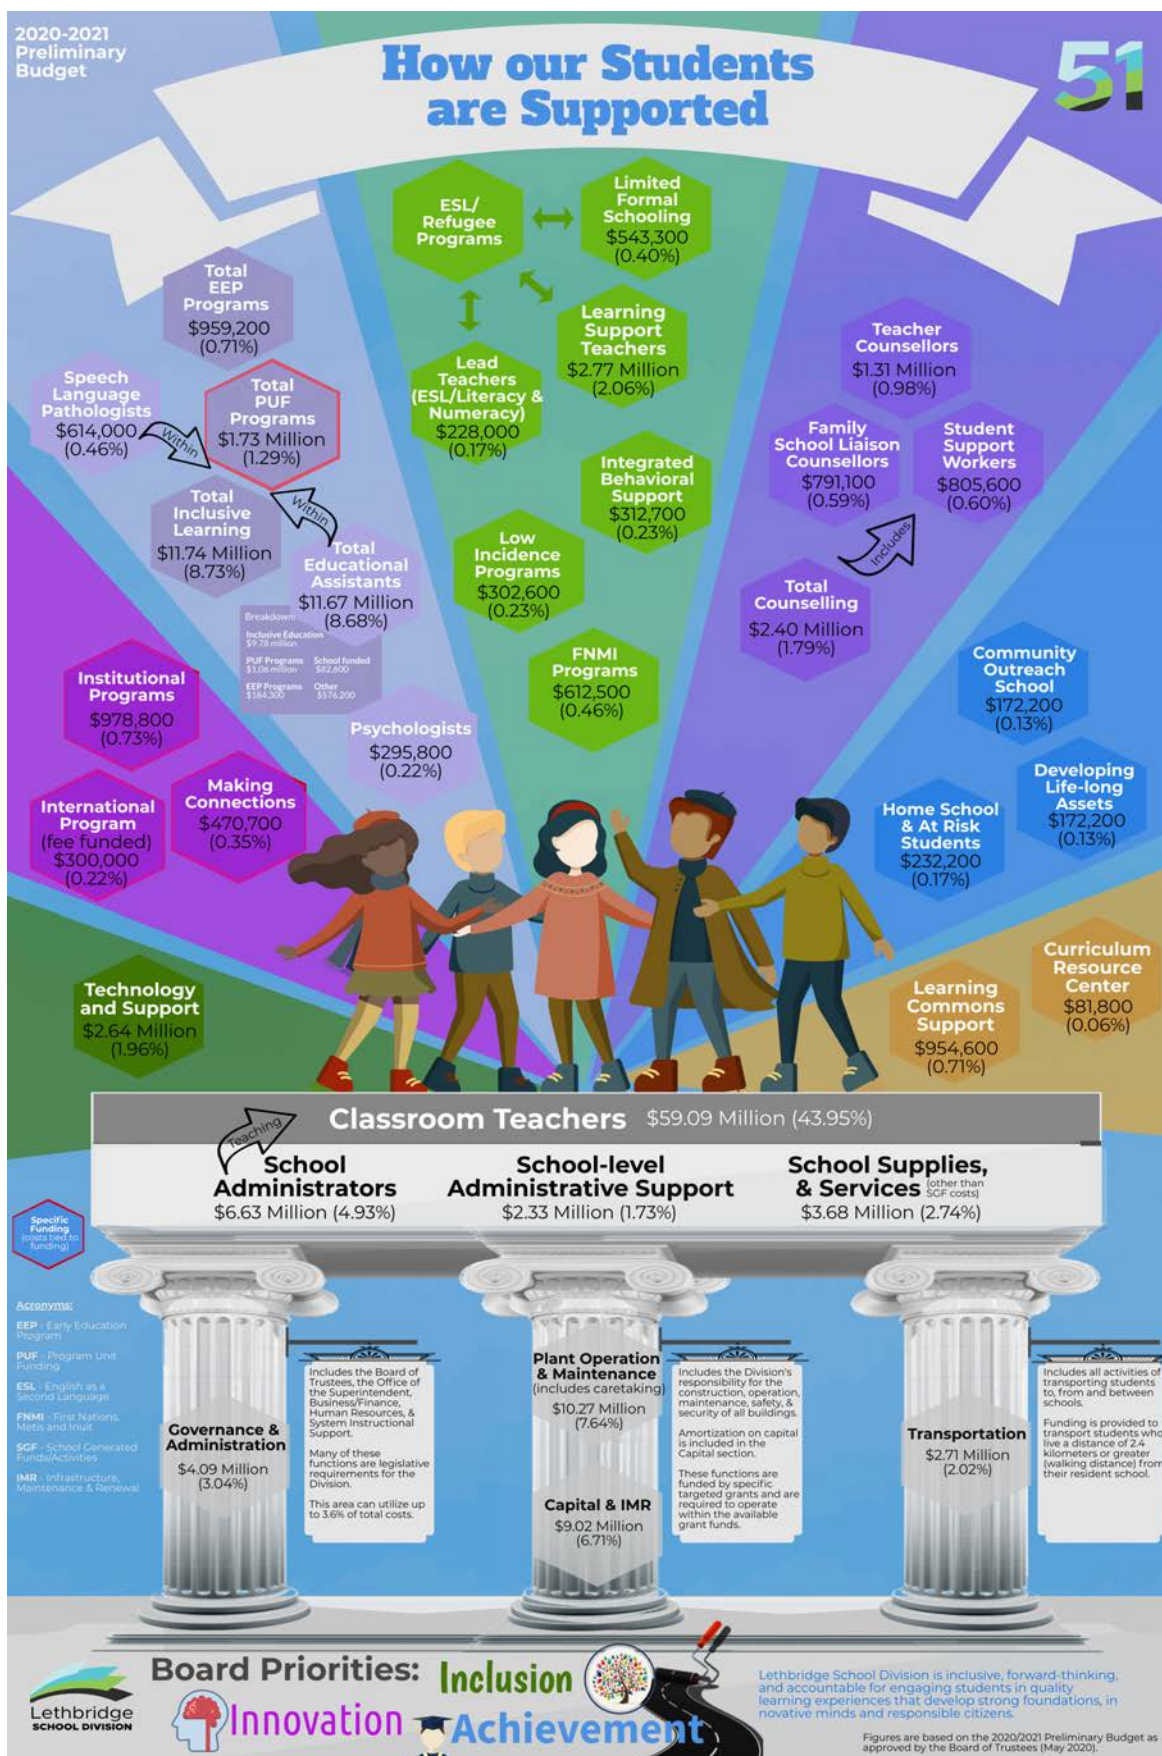 2020-2021
Preliminary
Budget
How our Students
are Supported
51
ESL/
Refugee
Programs
Limited
Formal
Schooling
$543,300
(0.40%)
Total
EEP
Programs
$959,200
(0.71%)
Learning
Support
Teachers
$2.77 Million
(2.06%)
Teacher
Counsellors
$1.31 Million
(0.98%)
Speech
Language
Pathologists
$614,000
(0.46%)
Within
Total
PUF
Programs
$1.73 Million
(1.29%)
Lead
Teachers
(ESL/Literacy &
Numeracy)
$228,000
(0.17%)
Family
School Liaison
Counsellors
$791,100
(0.59%)
Student
Support
Workers
$805,600
(0.60%)
Integrated
Behavioral
Support
$312,700
(0.23%)
Total
Inclusive
Learning
$11.74 Million
(8.73%)
Within
Total
Educational
Assistants
$11.67 Million
(8.68%)
Breakdown:
Inclusive Education
$9.78 million
PUF Programs
$1.06 million
School funded
$82,600
EEP Programs
$184,300
Other
$576,200
Low
Incidence
Programs
$302,600
(0.23%)
Includes
Total
Counselling
$2.40 Million
(1.79%)
FNMI
Programs
$612,500
(0.46%)
Community
Outreach
School
$172,200
(0.13%)
Institutional
Programs
$978,800
(0.73%)
Psychologists
$295,800
(0.22%)
Making
Connections
$470,700
(0.35%)
International
Program
(fee funded)
$300,000
(0.22%)
Developing
Life-long
Assets
$172,200
(0.13%)
Home School
& At Risk
Students
$232,200
(0.17%)
Curriculum
Resource
Center
$81,800
(0.06%)
Technology
and Support
$2.64 Million
(1.96%)
Learning
Commons
Support
$954,600
(0.71%)
Classroom Teachers $59.09 Million (43.95%)
Teaching
School
Administrators
$6.63 Million (4.93%)
School-level
Administrative Support
$2.33 Million (1.73%)
School Supplies,
& Services (other than
SGF costs)
$3.68 Million (2.74%)
Specific
Funding
(costs tied to
funding)
Acronyms:
EEP - Early Education
Program
PUF - Program Unit
Funding
ESL - English as a
Second Language
FNMI - First Nations,
Metis and Inuit
SGF - School Generated
Funds/Activities
IMR - Infrastructure,
Maintenance & Renewal
Governance &
Administration
$4.09 Million
(3.04%)
Includes the Board of
Trustees, the Office of
the Superintendent,
Business/Finance,
Human Resources, &
System Instructional
Support.
Many of these
functions are legislative
requirements for the
Division.
This area can utilize up
to 3.6% of total costs.
Plant Operation
& Maintenance
(includes caretaking)
$10.27 Million
(7.64%)
Capital & IMR
$9.02 Million
(6.71%)
Includes the Division's
responsibility for the
construction, operation,
maintenance, safety, &
security of all buildings.
Amortization on capital
is included in the
Capital section.
These functions are
funded by specific
targeted grants and are
required to operate
within the available
grant funds.
Transportation
$2.71 Million
(2.02%)
Includes all activities of
transporting students
to, from and between
schools.
Funding is provided to
transport students who
live a distance of 2.4
kilometers or greater
(walking distance) from
their resident school.
Lethbridge
SCHOOL DIVISION
Board Priorities: Inclusion
Innovation
Achievement
Lethbridge School Division is inclusive, forward-thinking,
and accountable for engaging students in quality
learning experiences that develop strong foundations, in
novative minds and responsible citizens.
Figures are based on the 2020/2021 Preliminary Budget as
approved by the Board of Trustees (May 2020).